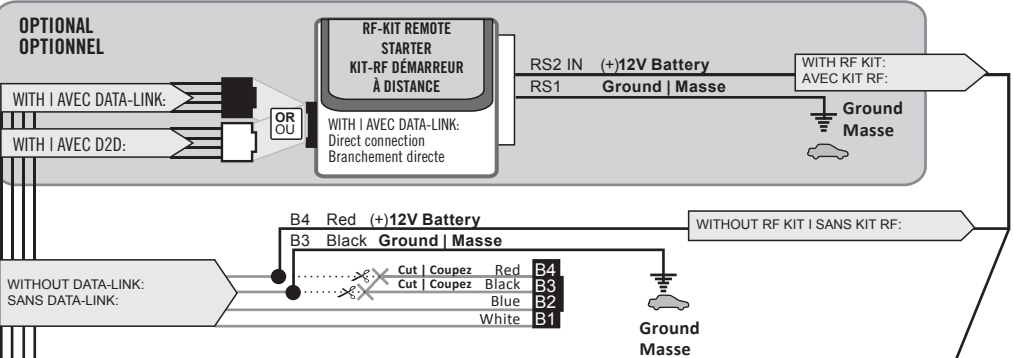 OPTIONAL
OPTIONNEL
RF-KIT REMOTE
STARTER
KIT-RF DÉMARREUR
À DISTANCE
WITH I AVEC DATA-LINK:
Direct connection
Branchement directe
WITH I AVEC DATA-LINK:
OR
OU
WITH I AVEC D2D:
RS2 IN (+)12V Battery
RS1 Ground | Masse
WITH RF KIT:
AVEC KIT RF:
Ground
Masse
B4 Red (+)12V Battery
B3 Black Ground | Masse
WITHOUT RF KIT I SANS KIT RF:
WITHOUT DATA-LINK:
SANS DATA-LINK:
Cut | Coupez Red B4
Cut | Coupez Black B3
Blue B2
White B1
Ground
Masse